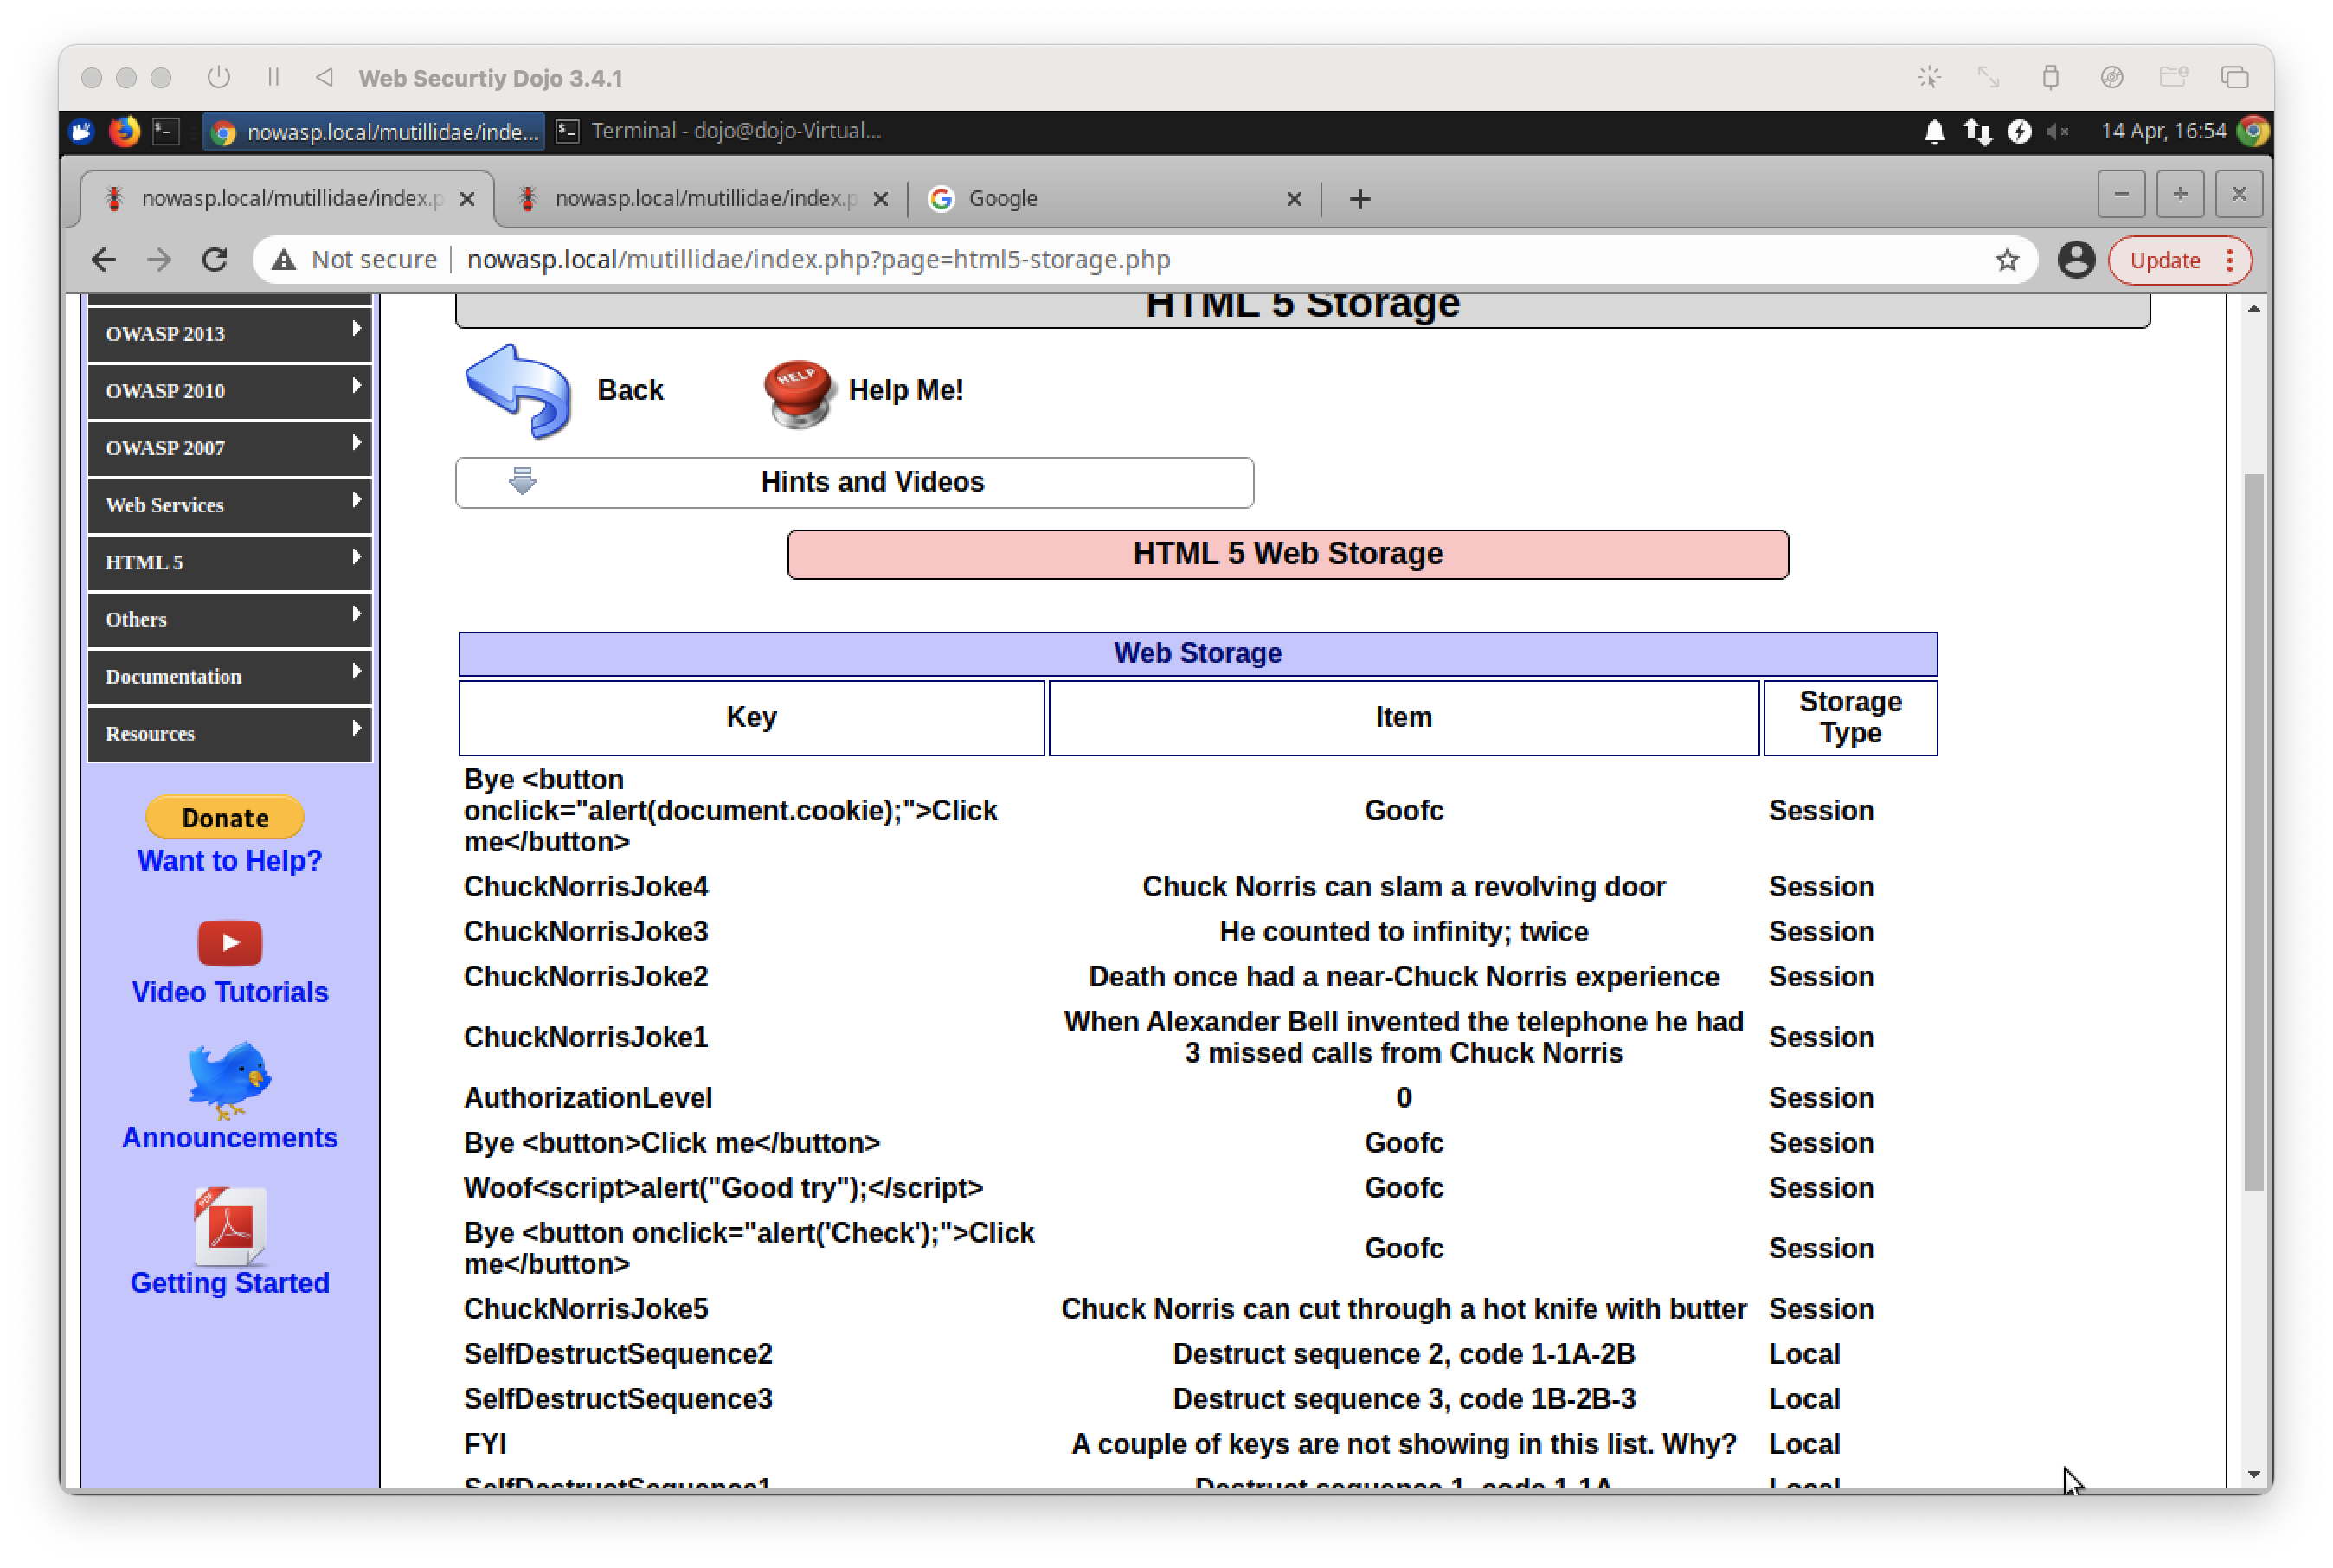 Web Securtiy Dojo 3.4.1
nowasp.local/mutillidae/inde...
Terminal - dojo@dojo-Virtual...
14 Apr, 16:54
nowasp.local/mutillidae/index.p
nowasp.local/mutillidae/index.p
Google
Not secure
nowasp.local/mutillidae/index.php?page=html5-storage.php
Update
HTML 5 Storage
OWASP 2013
OWASP 2010
OWASP 2007
Web Services
HTML 5
Others
Documentation
Resources
Donate
Want to Help?
Video Tutorials
Announcements
PDF
Getting Started
Back
HELP
Help Me!
Hints and Videos
HTML 5 Web Storage
Web Storage
Key
Item
Storage
Type
Bye <button
onclick="alert(document.cookie);">Click
me</button>
Goofc
Session
ChuckNorrisJoke4
Chuck Norris can slam a revolving door
Session
ChuckNorrisJoke3
He counted to infinity; twice
Session
ChuckNorrisJoke2
Death once had a near-Chuck Norris experience
Session
ChuckNorrisJoke1
When Alexander Bell invented the telephone he had
3 missed calls from Chuck Norris
Session
AuthorizationLevel
0
Session
Bye <button>Click me</button>
Goofc
Session
Woof<script>alert("Good try");</script>
Goofc
Session
Bye <button onclick="alert('Check');">Click
me</button>
Goofc
Session
ChuckNorrisJoke5
Chuck Norris can cut through a hot knife with butter
Session
SelfDestructSequence2
Destruct sequence 2, code 1-1A-2B
Local
SelfDestructSequence3
Destruct sequence 3, code 1B-2B-3
Local
FYI
A couple of keys are not showing in this list. Why?
Local
SelfDestructSequence1
Destruct sequence 1, code 1-1A
Local